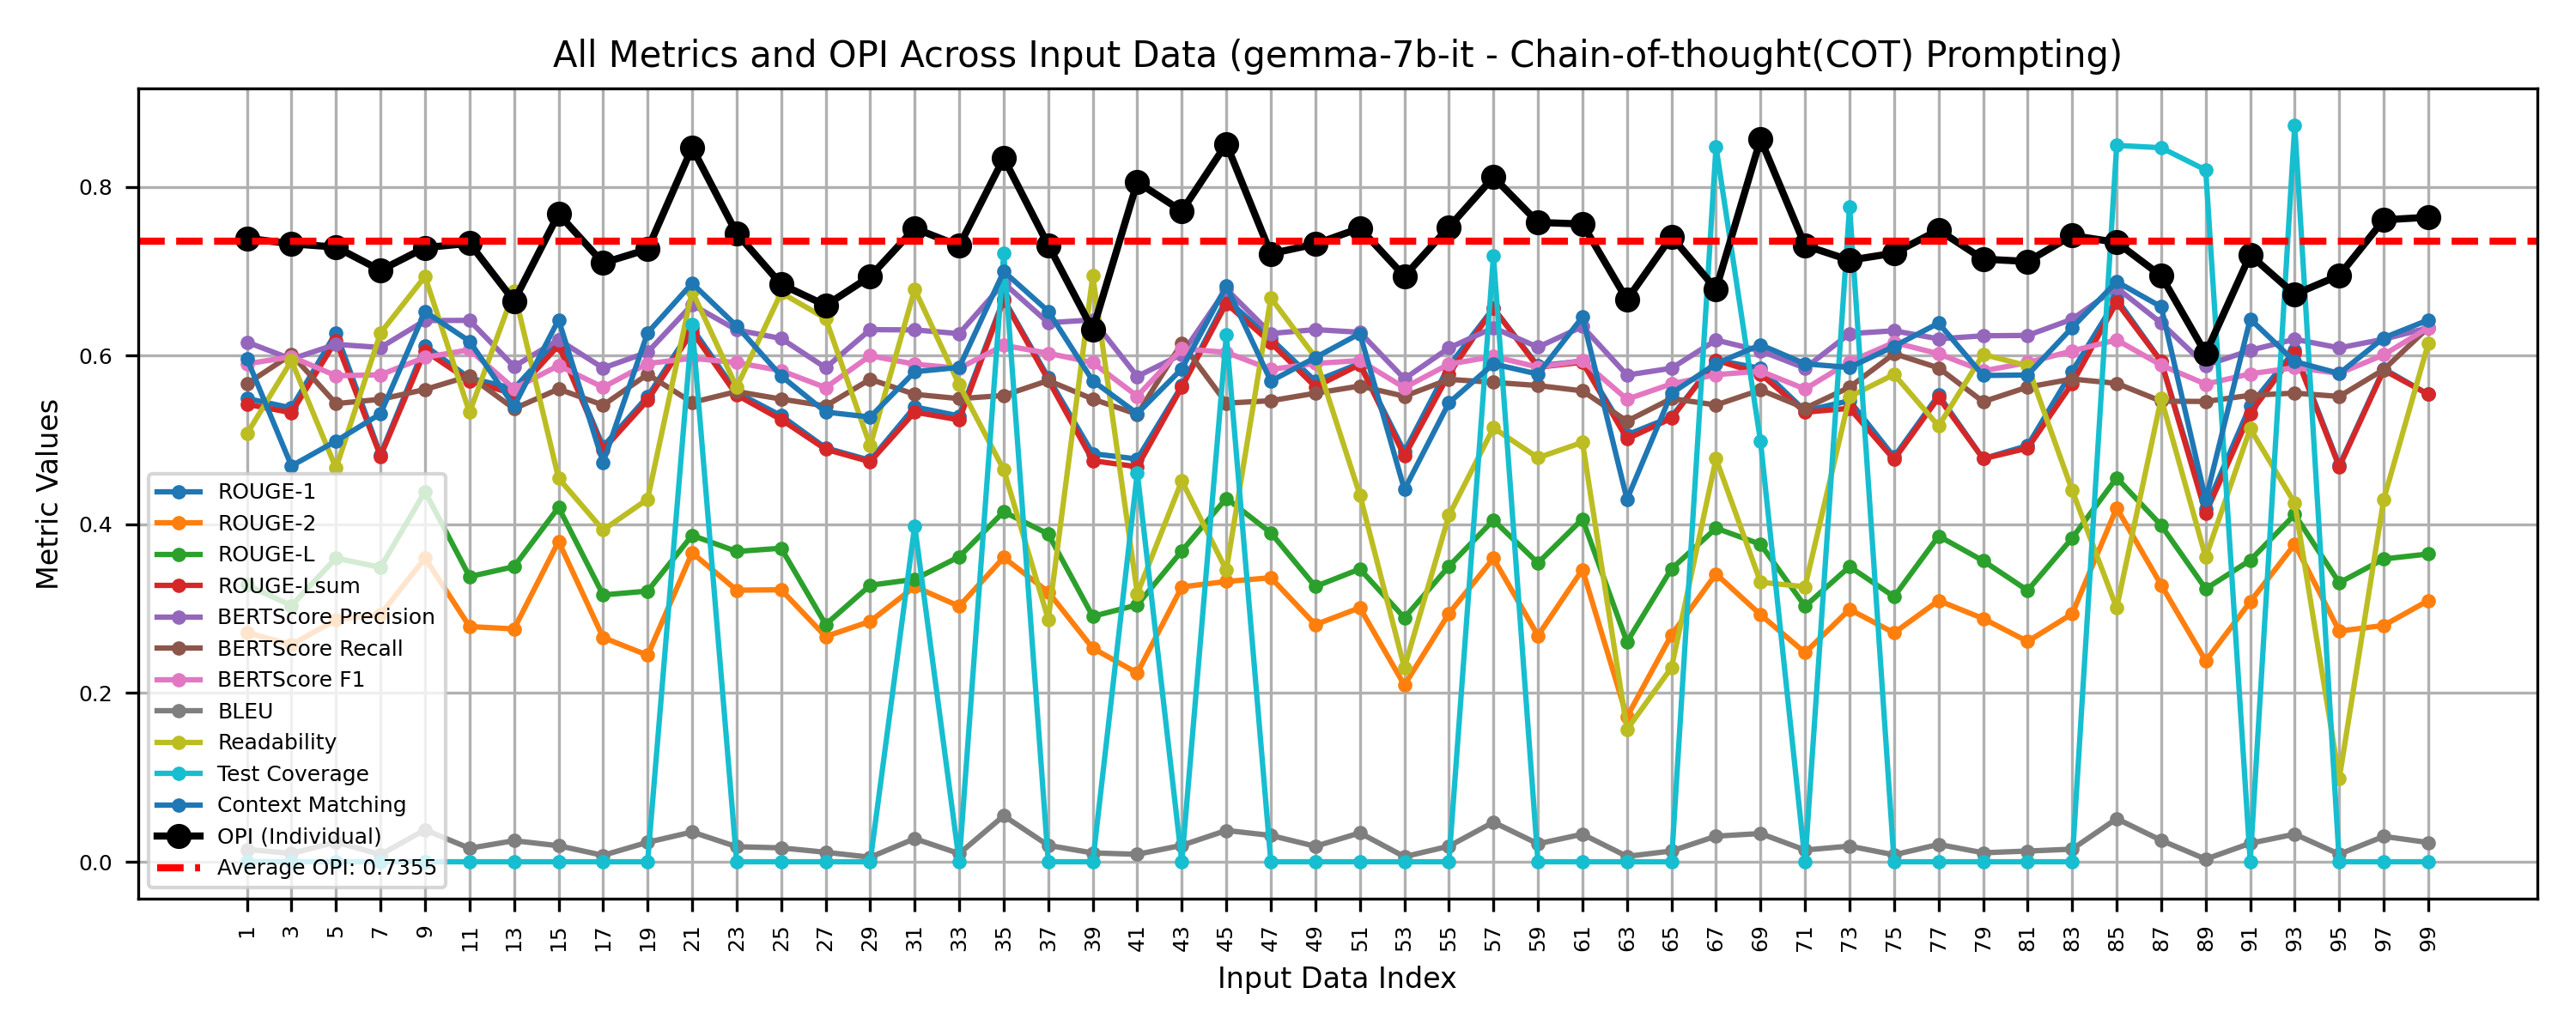 All Metrics and OPI Across Input Data (gemma-7b-it - Chain-of-thought(COT) Prompting)
Metric Values
0.8
0.6
0.4
0.2
0.0
ROUGE-1
ROUGE-2
ROUGE-L
ROUGE-Lsum
BERTScore Precision
BERTScore Recall
BERTScore F1
BLEU
Readability
Test Coverage
Context Matching
OPI (Individual)
Average OPI: 0.7355
1 3 5 7 9 11 13 15 17 19 21 23 25 27 29 31 33 35 37 39 41 43 45 47 49 51 53 55 57 59 61 63 65 67 69 71 73 75 77 79 81 83 85 87 89 91 93 95 97 99
Input Data Index